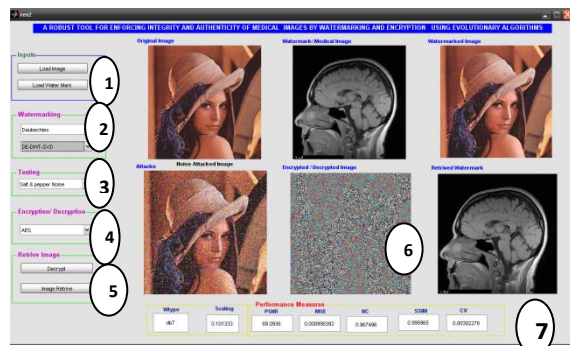 nres2
A ROBUST TOOL FOR ENFORCING INTEGRITY AND AUTHENTICITY OF MEDICAL IMAGES BY WATERMARKING AND ENCRYPTION USING EVOLUTIONARY ALGORITHMS
Original Image
Watermark/Medical Image
Watermarked Image
Inputs
Load Image
Load Water Mark
1
Watermarking
Daubechies
DE-DWT-SVD
2
Testing
Salt & pepper Noise
3
Attacks
Noise Attacked Image
Encrypted /Decrypted Image
Retrived Watermark
Encryption/ Decryption
AES
4
6
Retrive Image
Decrypt
Image Retrive
5
Performance Measures
Wtype
Scaling
PSNR
MSE
NC
SSIM
CV
db7
0.101333
69.0936
0.000998392
0.987496
0.995965
0.00302278
7